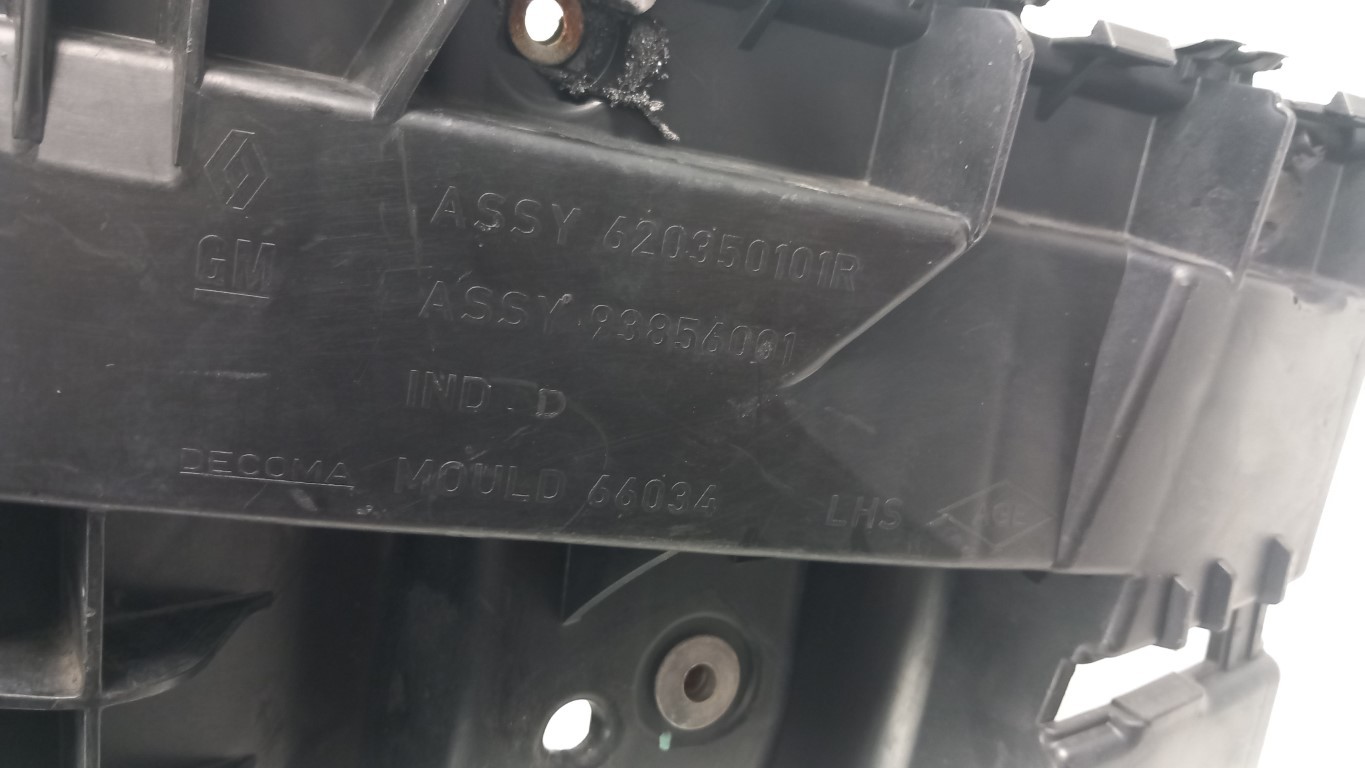 ASSY 620350101R
GM
ASSY 93856091
IND D
DECOMA MOULD 66034
LHS